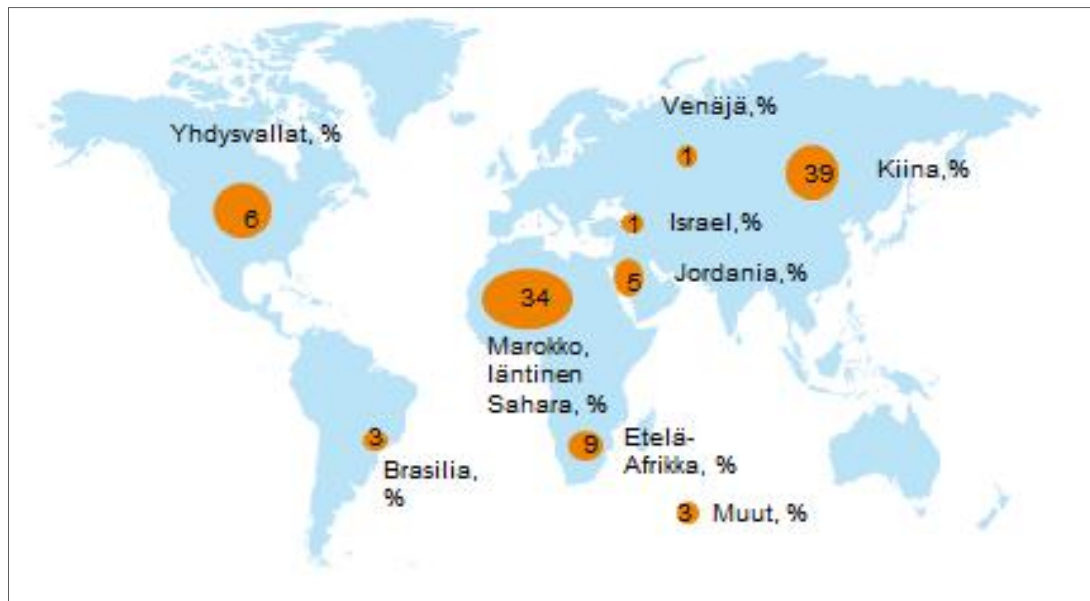 Venäjä,%
1
Yhdysvallat, %
6
39
Kiina,%
1
Israel,%
5
Jordania,%
34
Marokko,
läntinen
Sahara, %
3
Brasilia,
%
9
Etelä-
Afrikka, %
3
Muut, %